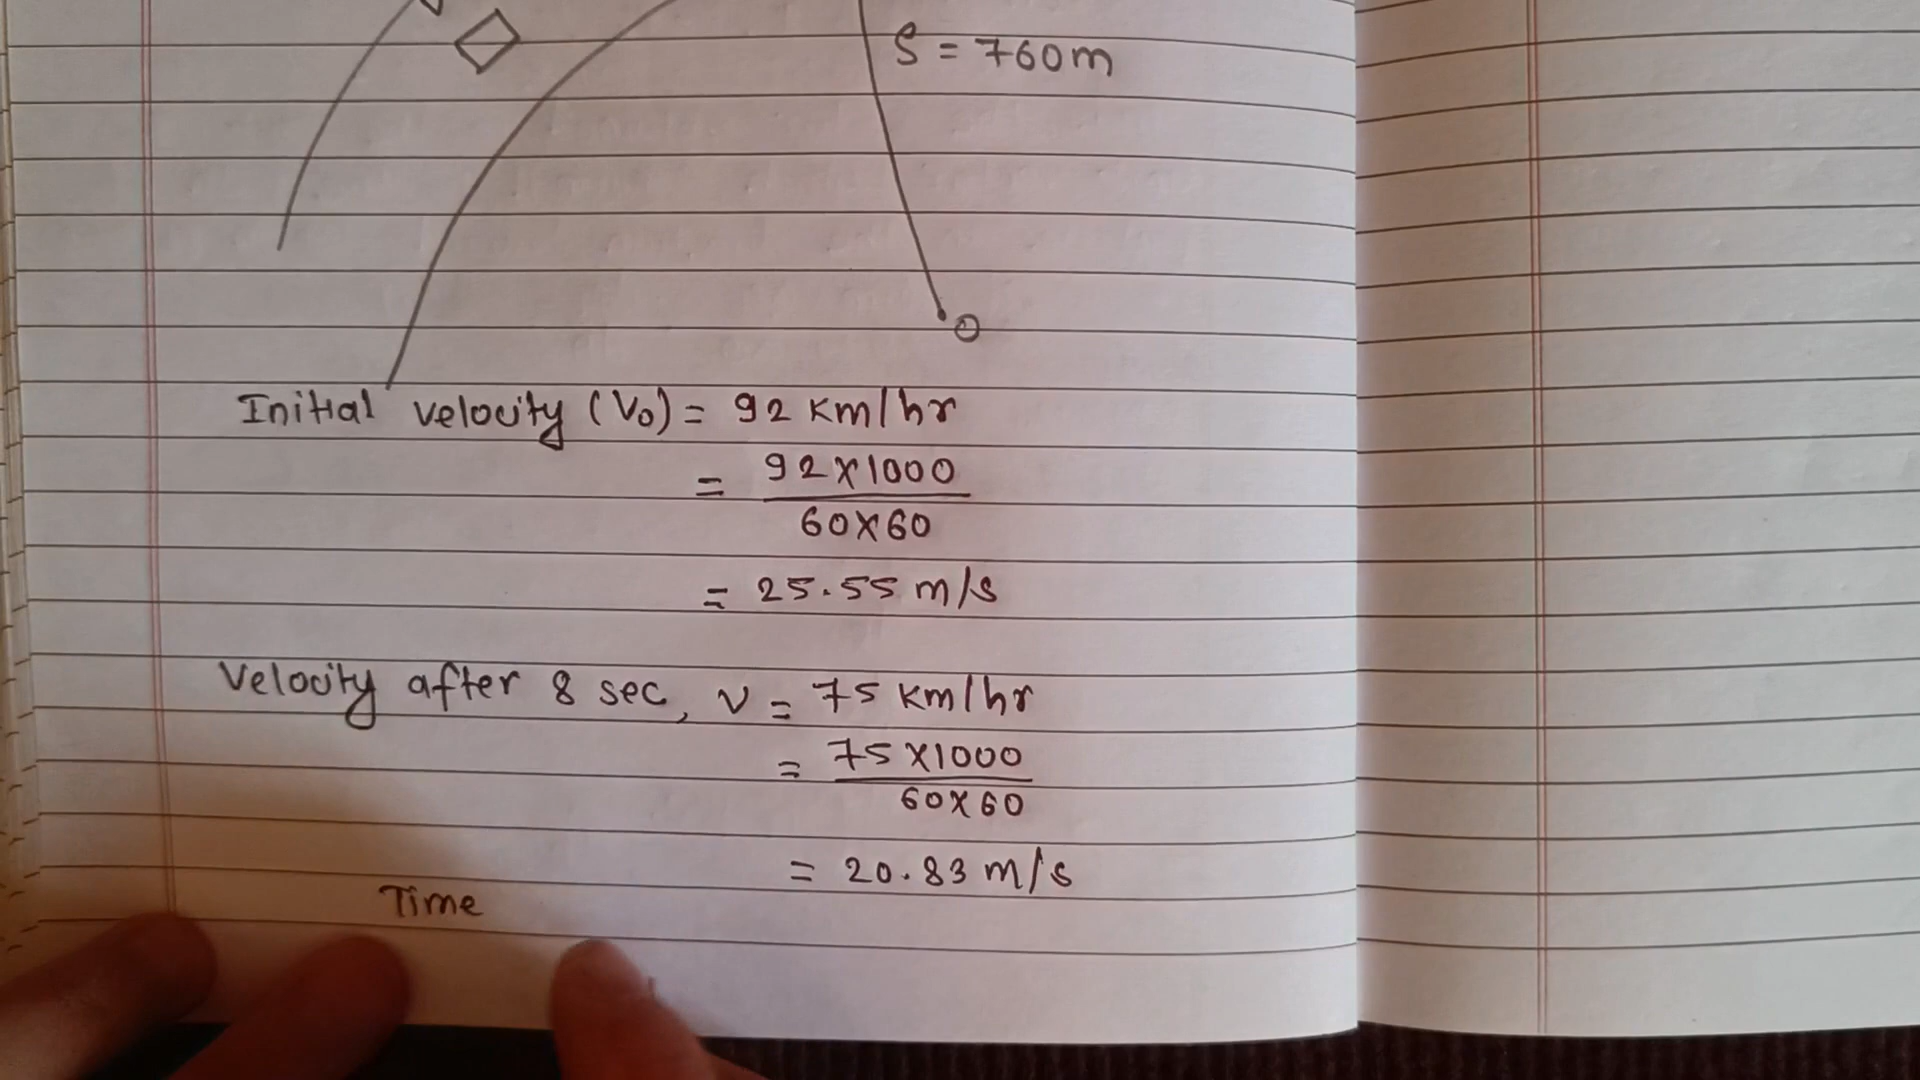 S = 760m
O
Initial velocity (V₀) = 92 km/hr
= 92×1000
60×60
= 25.55 m/s
Velocity after 8 sec, v = 75 km/hr
= 75×1000
60×60
= 20.83 m/s
Time